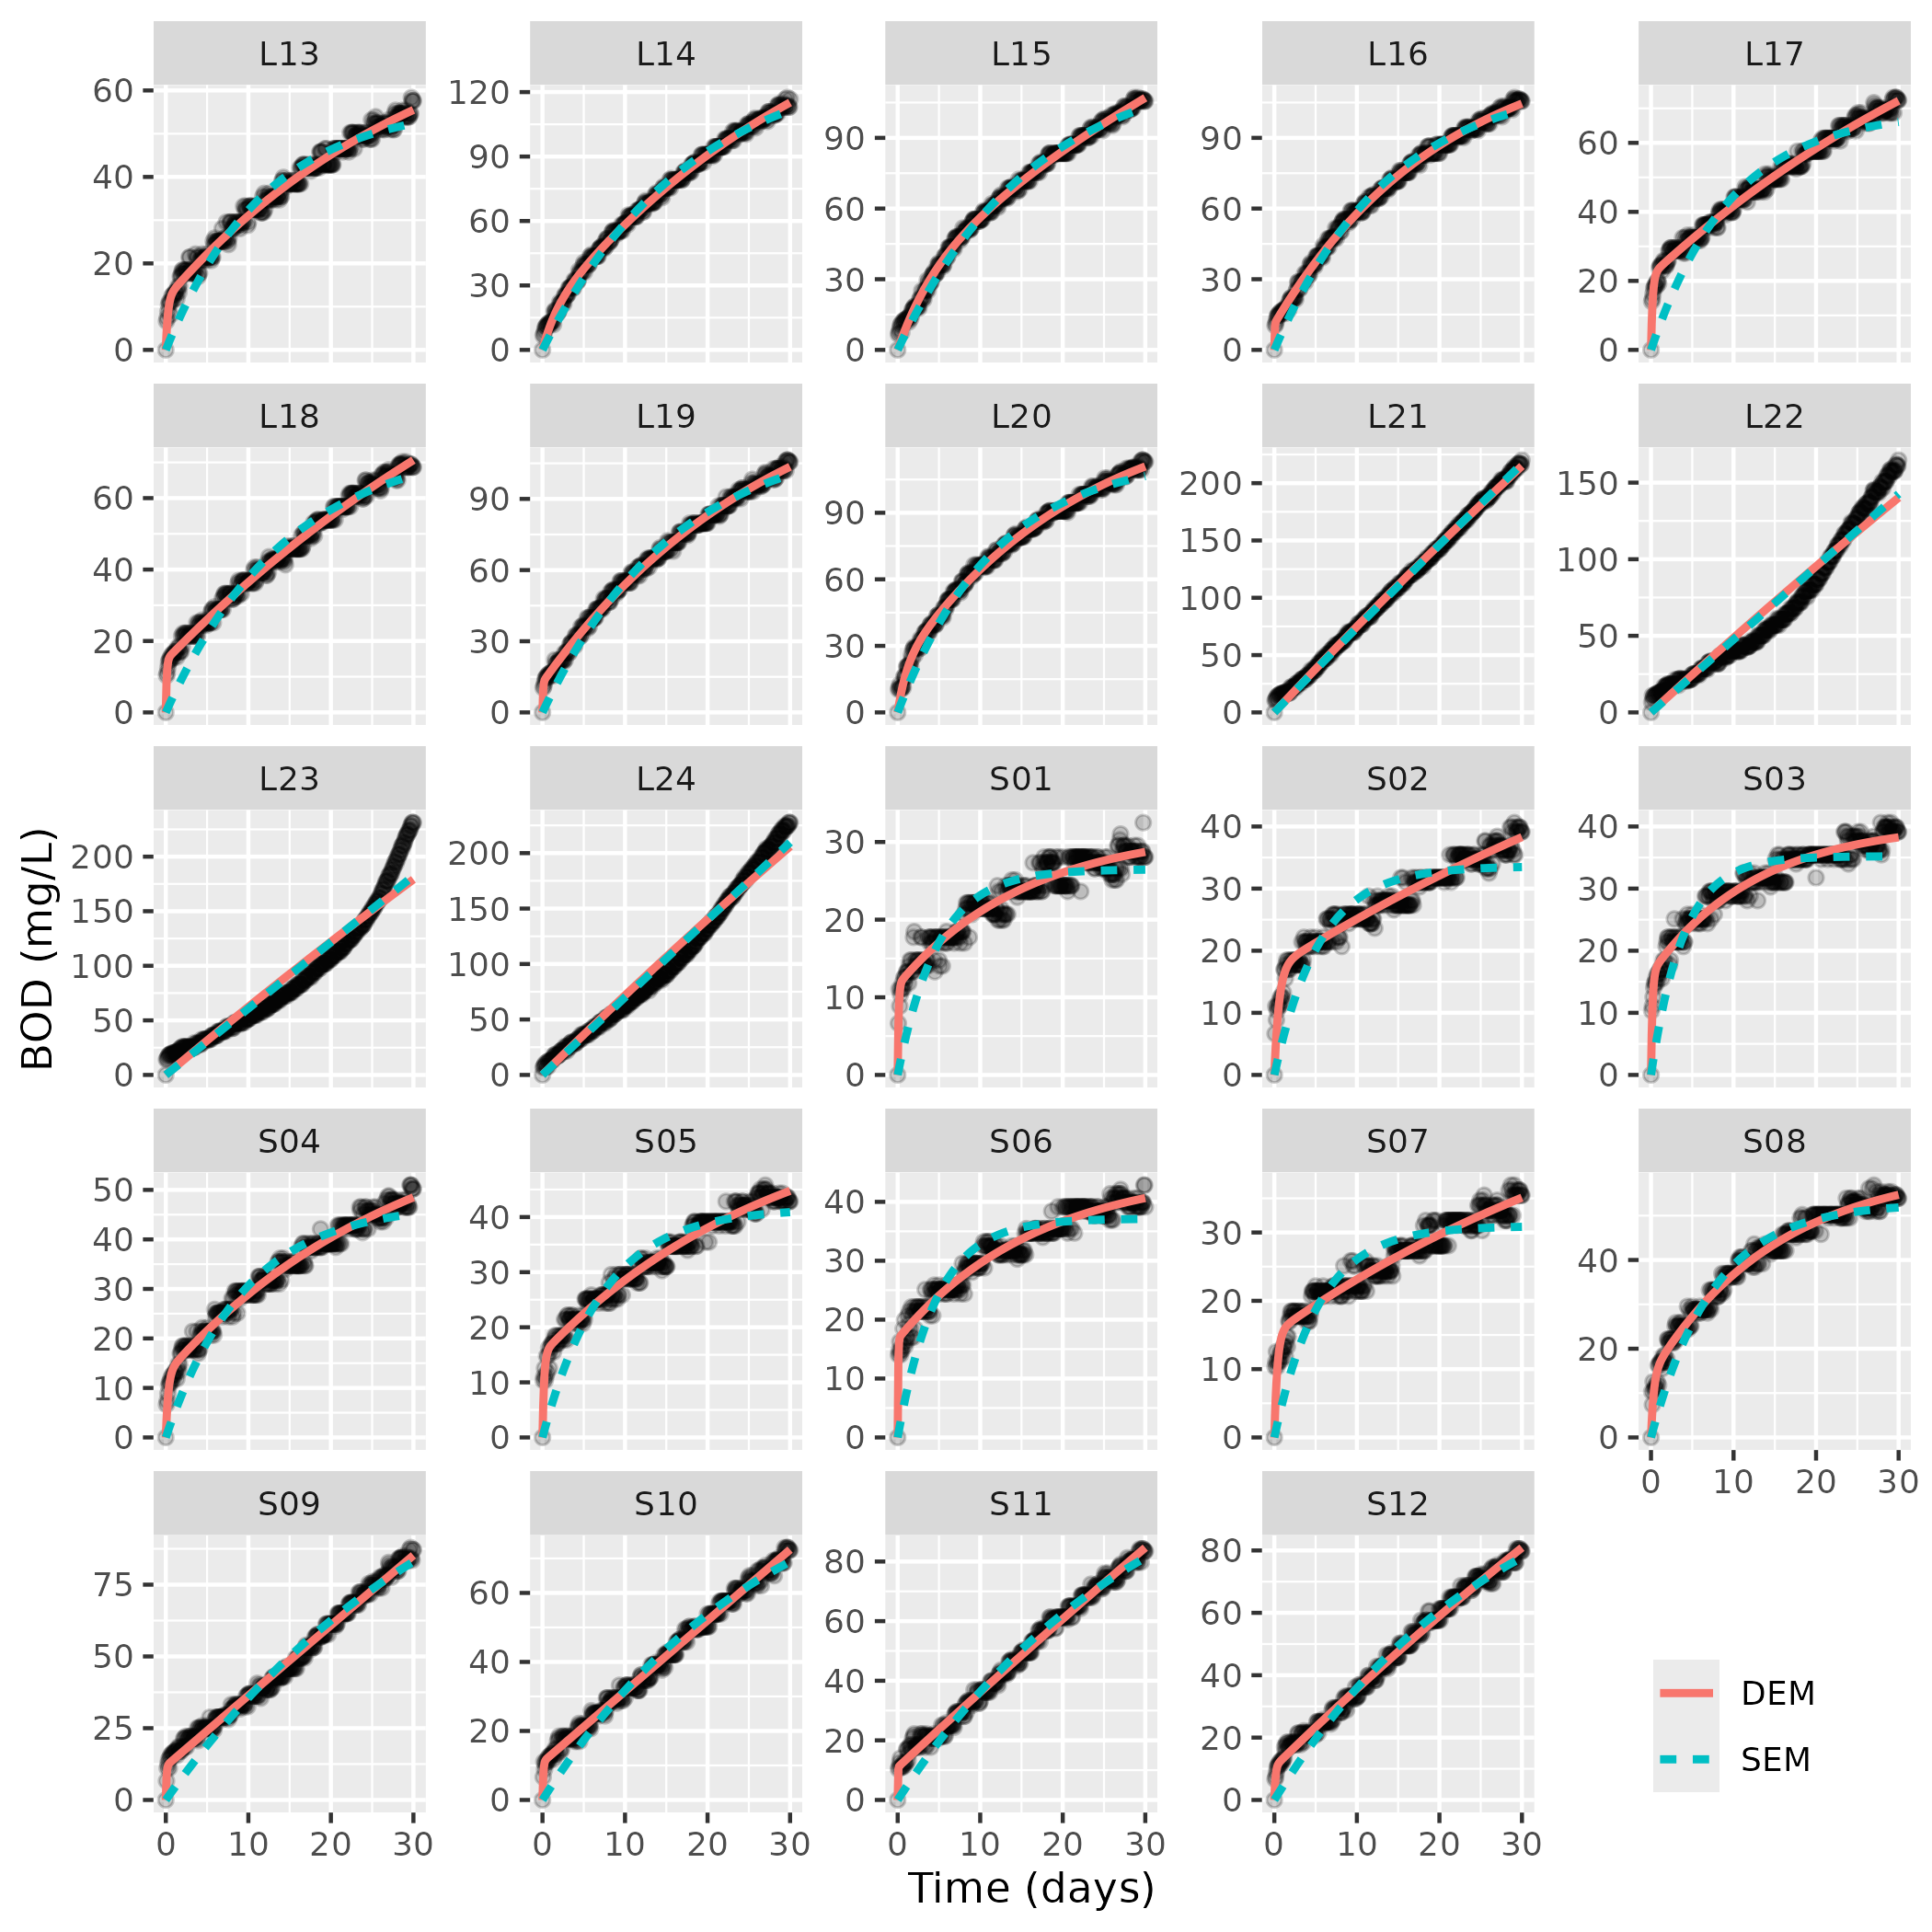 L13 L14 L15 L16 L17
60 40 20 0
120 90 60 30 0
90 60 30 0
90 60 30 0
60 40 20 0
L18 L19 L20 L21 L22
60 40 20 0
90 60 30 0
90 60 30 0
200 150 100 50 0
150 100 50 0
L23 L24 S01 S02 S03
200 150 100 50 0
200 150 100 50 0
30 20 10 0
40 30 20 10 0
40 30 20 10 0
BOD (mg/L)
S04 S05 S06 S07 S08
50 40 30 20 10 0
40 30 20 10 0
40 30 20 10 0
30 20 10 0
40 20 0
0 10 20 30
S09 S10 S11 S12
75 50 25 0
60 40 20 0
80 60 40 20 0
80 60 40 20 0
0 10 20 30
0 10 20 30
0 10 20 30
0 10 20 30
Time (days)
DEM
SEM